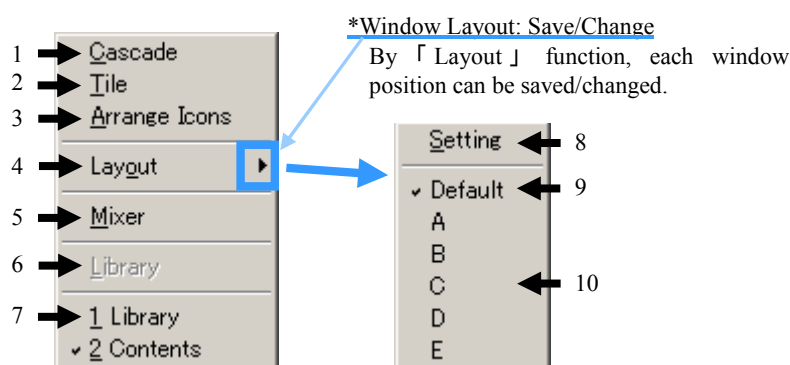 *Window Layout: Save/Change
By 「 Layout 」 function, each window
position can be saved/changed.
1 Cascade
2 Tile
3 Arrange Icons
4 Layout
5 Mixer
6 Library
7 1 Library
2 Contents
Setting 8
Default 9
A
B
C 10
D
E